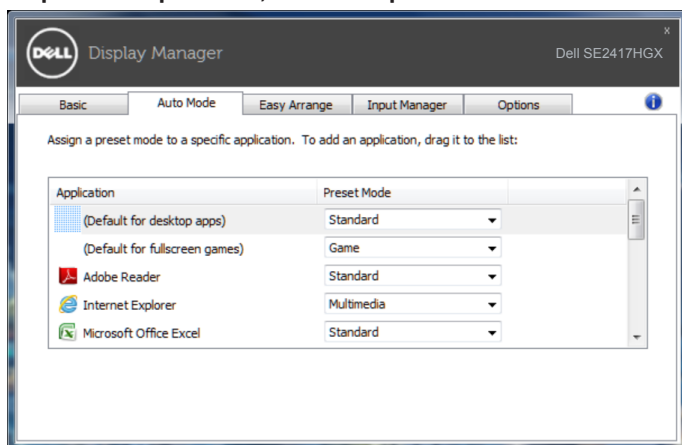 DELL
Display Manager
x
Dell SE2417HGX
Basic
Auto Mode
Easy Arrange
Input Manager
Options
Assign a preset mode to a specific application. To add an application, drag it to the list:
Application Preset Mode
(Default for desktop apps) Standard
(Default for fullscreen games) Game
Adobe Reader Standard
Internet Explorer Multimedia
Microsoft Office Excel Standard